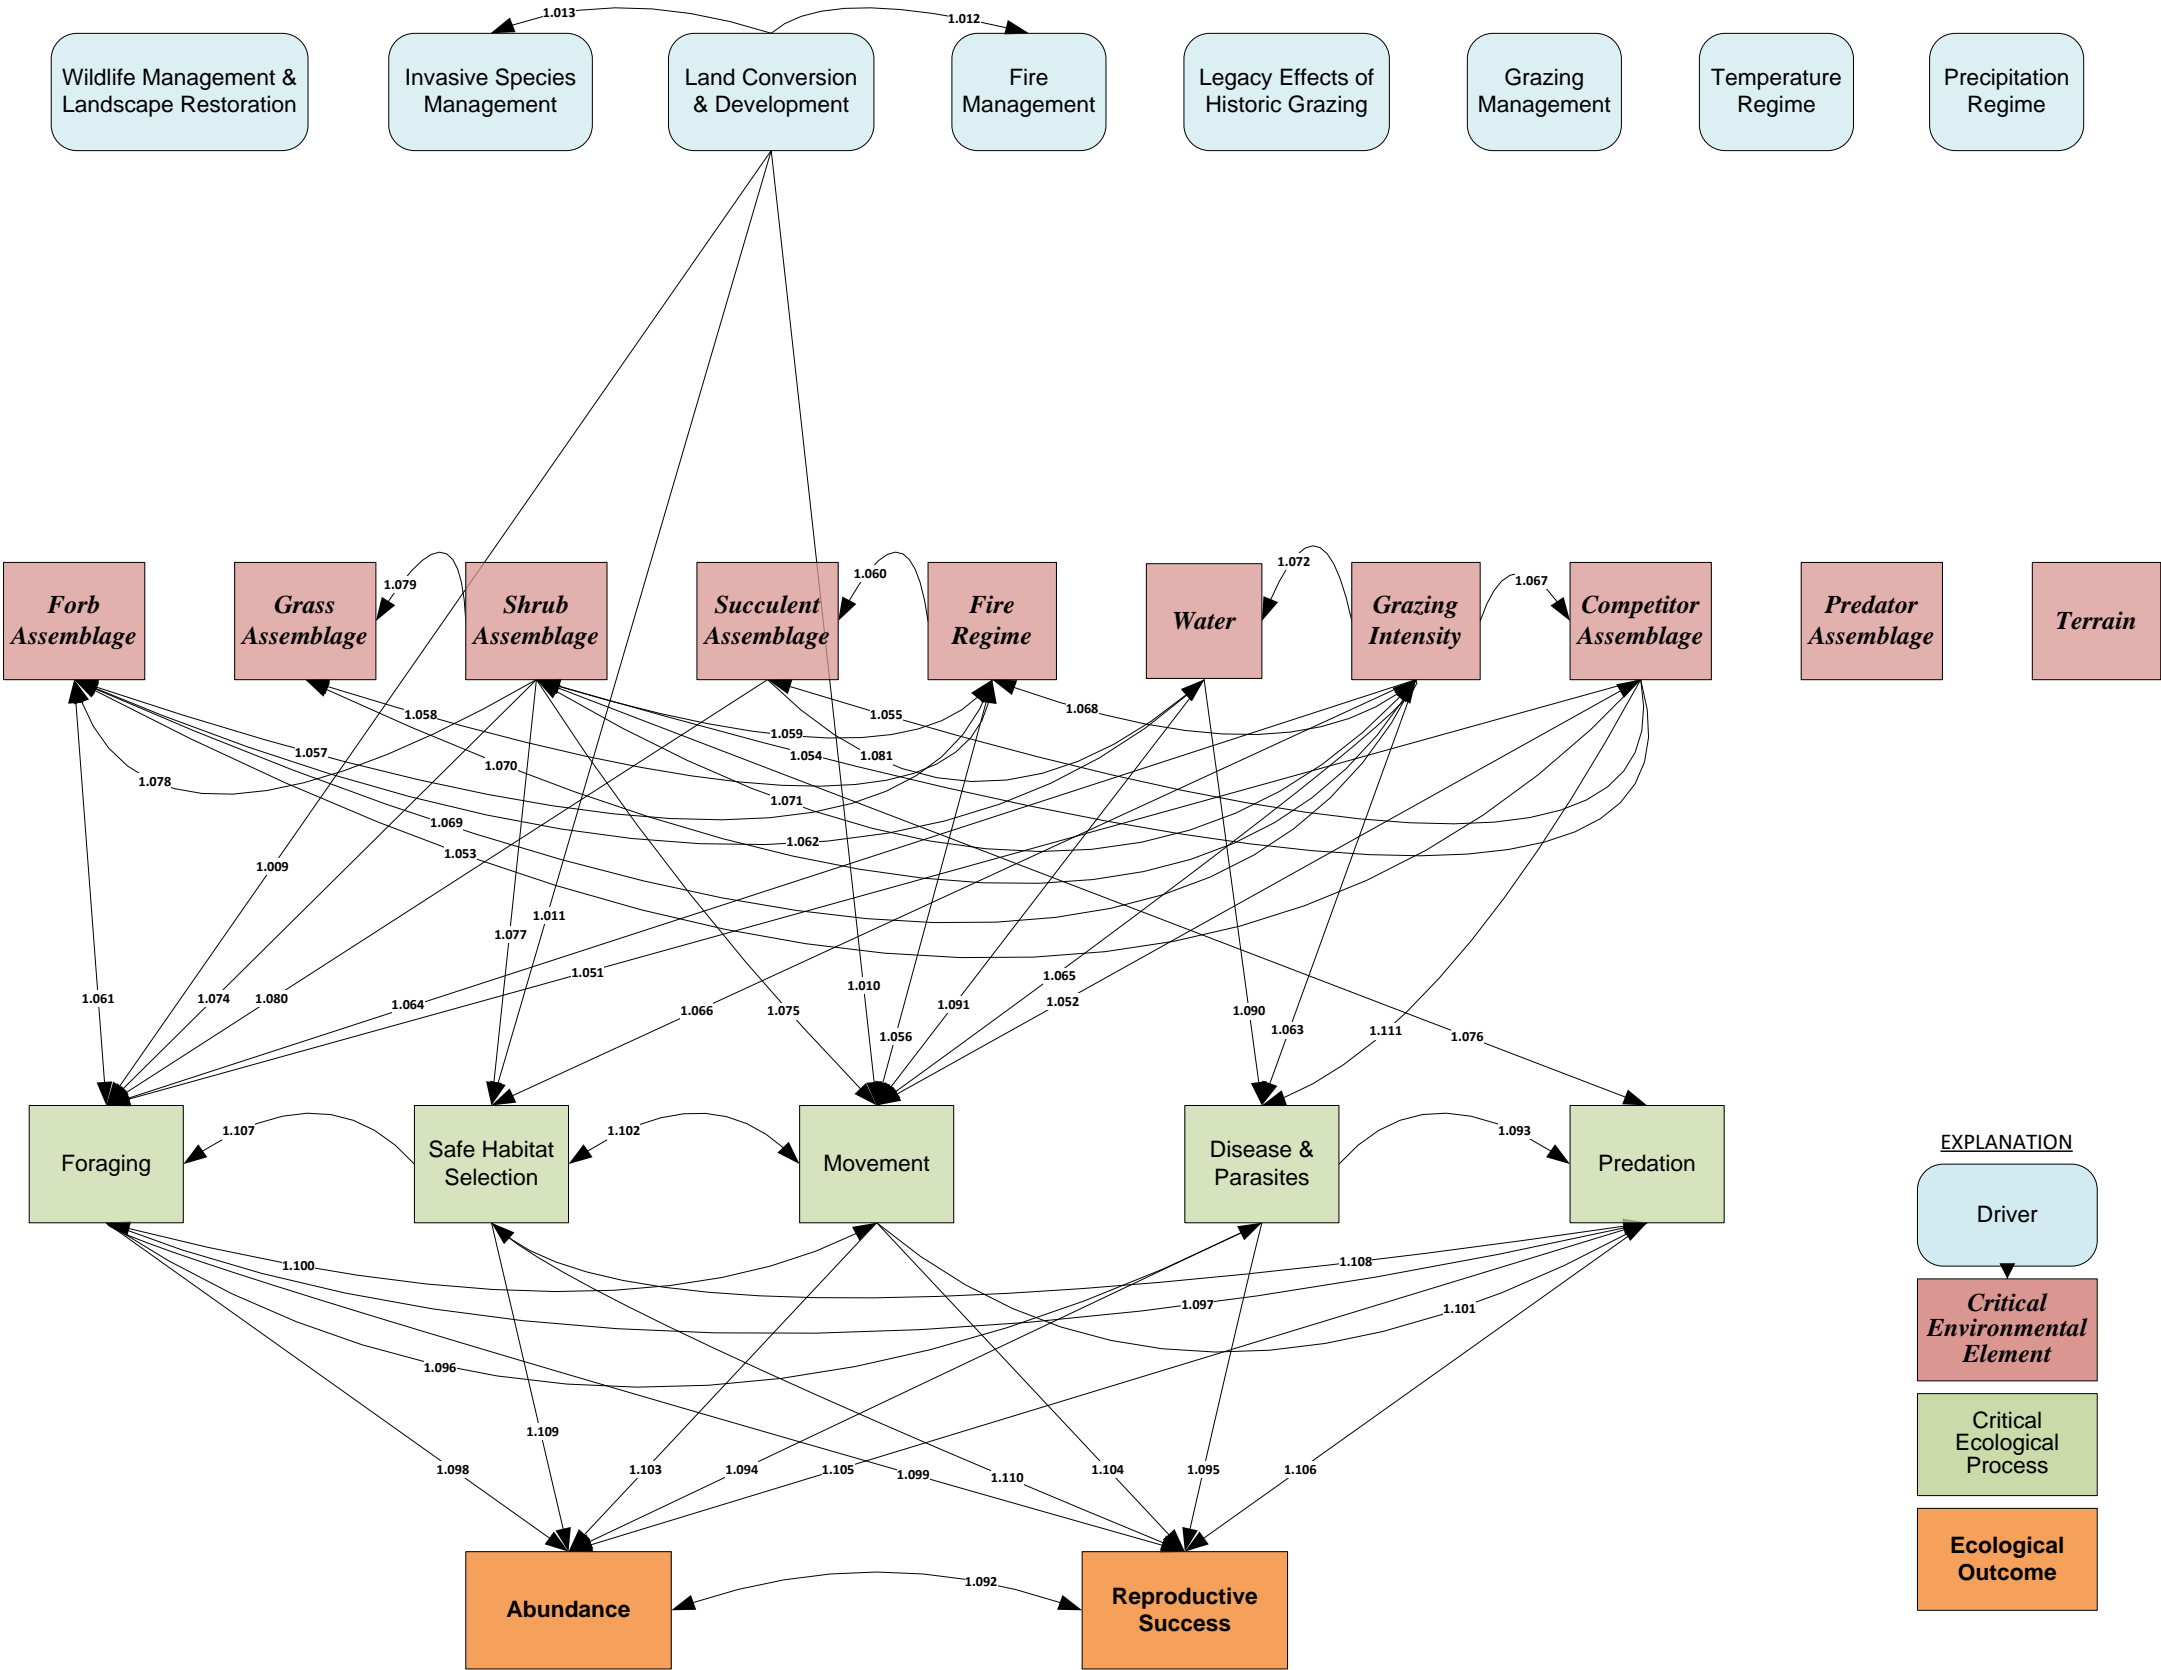 1.013
1.012
Wildlife Management &
Landscape Restoration
Invasive Species
Management
Land Conversion
& Development
Fire
Management
Legacy Effects of
Historic Grazing
Grazing
Management
Temperature
Regime
Precipitation
Regime
1.079
1.060
1.072
1.067
Forb
Assemblage
Grass
Assemblage
Shrub
Assemblage
Succulent
Assemblage
Fire
Regime
Water
Grazing
Intensity
Competitor
Assemblage
Predator
Assemblage
Terrain
1.058
1.055
1.068
1.057
1.059
1.054
1.081
1.070
1.078
1.071
1.069
1.062
1.053
1.009
1.011
1.077
1.051
1.065
1.010
1.061
1.074
1.080
1.064
1.052
1.091
1.066
1.075
1.090
1.056
1.063
1.111
1.076
1.107
1.102
1.093
Foraging
Safe Habitat
Selection
Movement
Disease &
Parasites
Predation
1.100
1.108
1.097
1.101
1.096
1.109
1.098
1.103
1.094
1.105
1.099
1.110
1.104
1.095
1.106
1.092
Abundance
Reproductive
Success
EXPLANATION
Driver
Critical
Environmental
Element
Critical
Ecological
Process
Ecological
Outcome